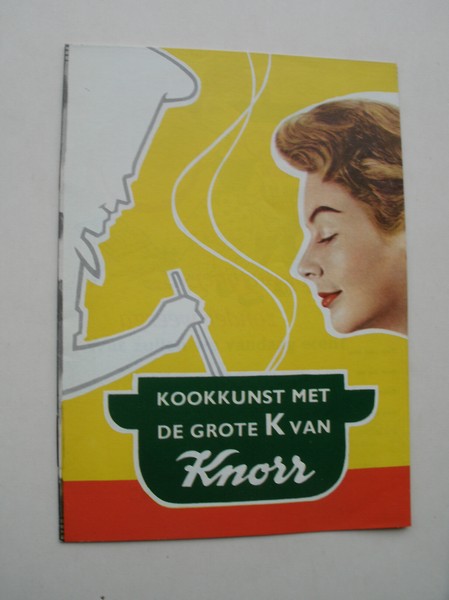 KOOKKUNST MET
DE GROTE K VAN
Knorr